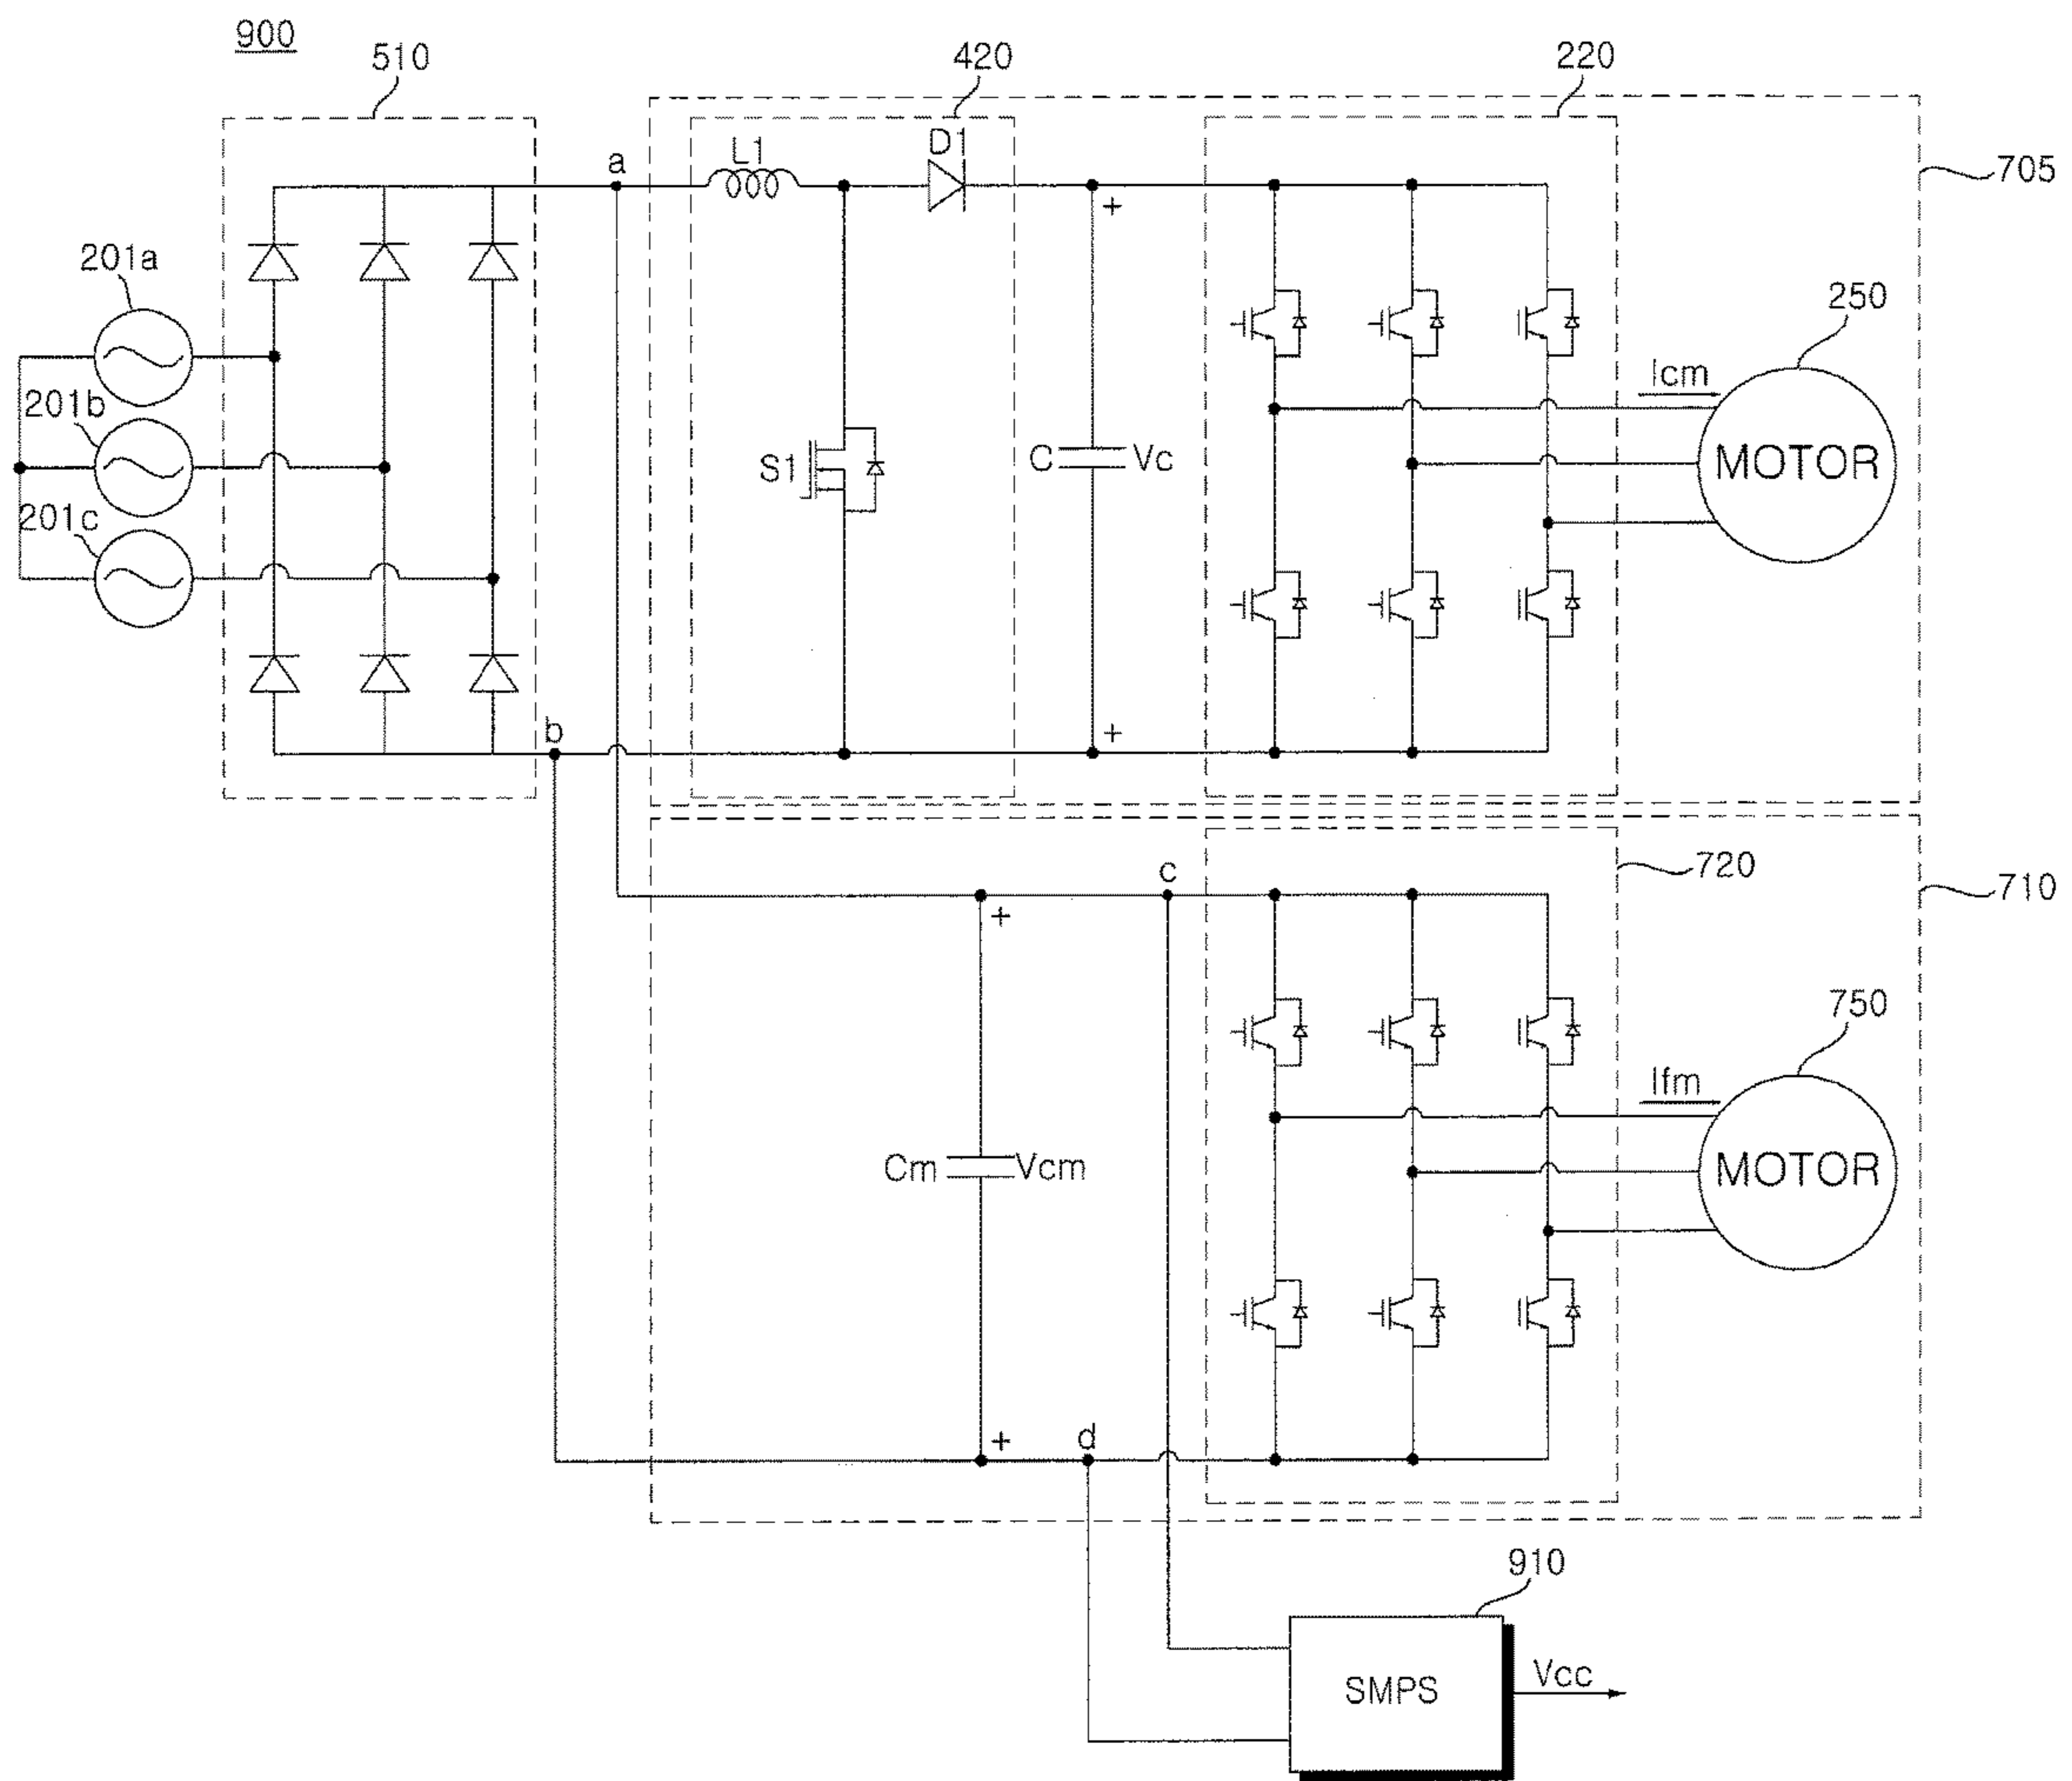 900
510
420
220
705
a
L1
D1
+
201a
250
Icm
201b
MOTOR
S1
C
Vc
201c
b
+
720
c
710
+
750
Ifm
Cm
Vcm
MOTOR
+
d
910
SMPS
Vcc